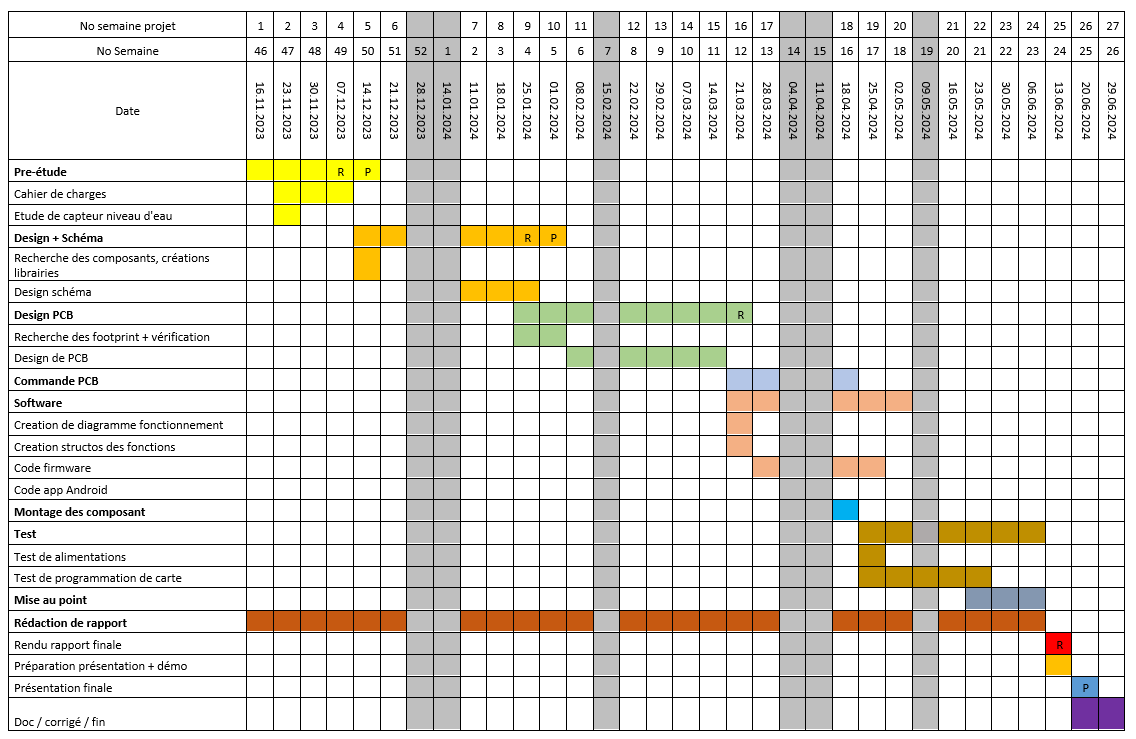 No semaine projet 1 2 3 4 5 6 7 8 9 10 11 12 13 14 15 16 17 18 19 20 21 22 23 24 25 26 27
No Semaine 46 47 48 49 50 51 52 1 2 3 4 5 6 7 8 9 10 11 12 13 14 15 16 17 18 19 20 21 22 23 24 25 26
Date 16.11.2023 23.11.2023 30.11.2023 07.12.2023 14.12.2023 21.12.2023 28.12.2023 14.01.2024 11.01.2024 18.01.2024 25.01.2024 01.02.2024 08.02.2024 15.02.2024 22.02.2024 29.02.2024 07.03.2024 14.03.2024 21.03.2024 28.03.2024 04.04.2024 11.04.2024 18.04.2024 25.04.2024 02.05.2024 09.05.2024 16.05.2024 23.05.2024 30.05.2024 06.06.2024 13.06.2024 20.06.2024 29.06.2024
Pre-étude R P
Cahier de charges
Etude de capteur niveau d'eau
Design + Schéma R P
Recherche des composants, créations
librairies
Design schéma
Design PCB R
Recherche des footprint + vérification
Design de PCB
Commande PCB
Software
Creation de diagramme fonctionnement
Creation structos des fonctions
Code firmware
Code app Android
Montage des composant
Test
Test de alimentations
Test de programmation de carte
Mise au point
Rédaction de rapport
Rendu rapport finale R
Préparation présentation + démo
Présentation finale P
Doc / corrigé / fin